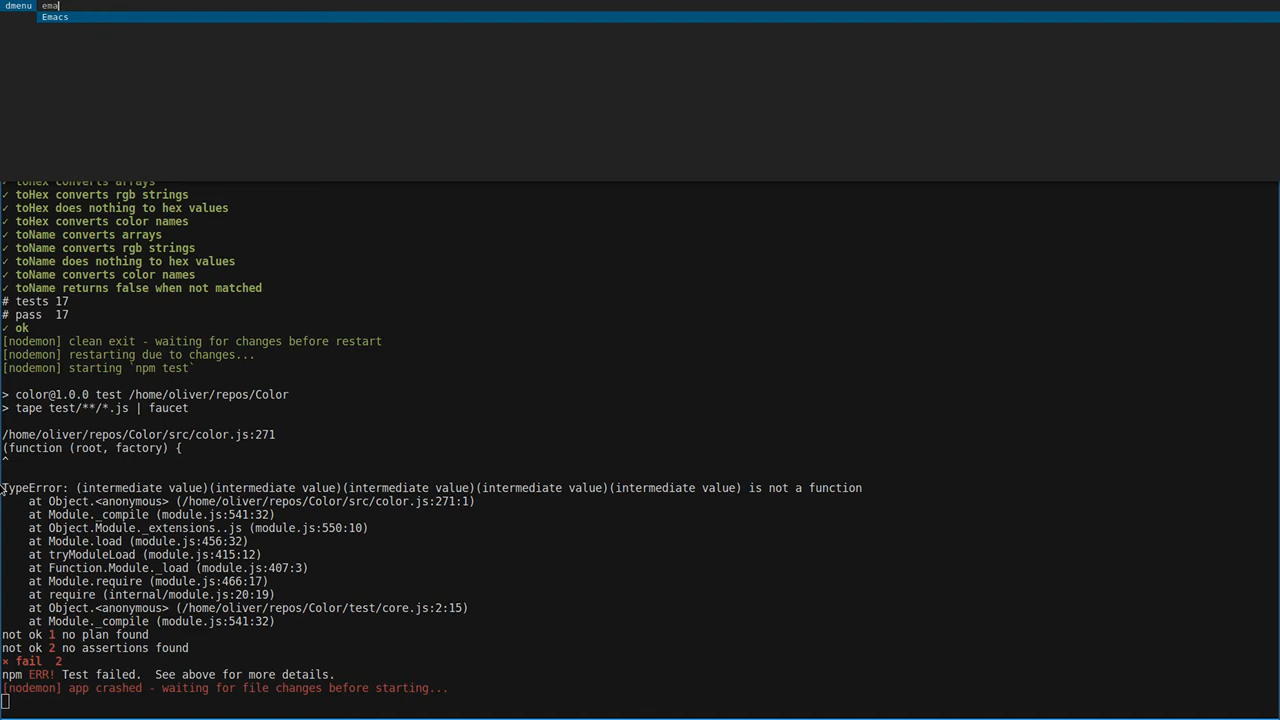 dmenu ema
Emacs
✓ toHex converts arrays
✓ toHex converts rgb strings
✓ toHex does nothing to hex values
✓ toHex converts color names
✓ toName converts arrays
✓ toName converts rgb strings
✓ toName does nothing to hex values
✓ toName converts color names
✓ toName returns false when not matched
# tests 17
# pass  17
✓ ok
[nodemon] clean exit - waiting for changes before restart
[nodemon] restarting due to changes...
[nodemon] starting `npm test`
> color@1.0.0 test /home/oliver/repos/Color
> tape test/**/*.js | faucet
/home/oliver/repos/Color/src/color.js:271
(function (root, factory) {
^
TypeError: (intermediate value)(intermediate value)(intermediate value)(intermediate value)(intermediate value) is not a function
    at Object.<anonymous> (/home/oliver/repos/Color/src/color.js:271:1)
    at Module._compile (module.js:541:32)
    at Object.Module._extensions..js (module.js:550:10)
    at Module.load (module.js:456:32)
    at tryModuleLoad (module.js:415:12)
    at Function.Module._load (module.js:407:3)
    at Module.require (module.js:466:17)
    at require (internal/module.js:20:19)
    at Object.<anonymous> (/home/oliver/repos/Color/test/core.js:2:15)
    at Module._compile (module.js:541:32)
not ok 1 no plan found
not ok 2 no assertions found
× fail  2
npm ERR! Test failed.  See above for more details.
[nodemon] app crashed - waiting for file changes before starting...